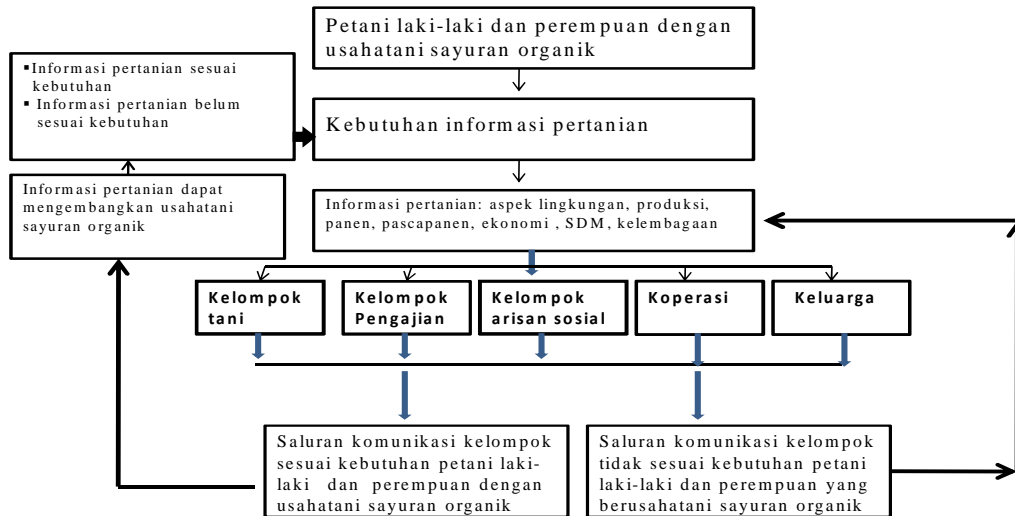 Petani laki-laki dan perempuan dengan
usahatani sayuran organik
▪Informasi pertanian sesuai
kebutuhan
▪ Informasi pertanian belum
sesuai kebutuhan
Kebutuhan informasi pertanian
Informasi pertanian dapat
mengembangkan usahatani
sayuran organik
Informasi pertanian: aspek lingkungan, produksi,
panen, pascapanen, ekonomi , SDM, kelembagaan
Kelompok
tani
Kelompok
Pengajian
Kelompok
arisan sosial
Koperasi
Keluarga
Saluran komunikasi kelompok
sesuai kebutuhan petani laki-
laki dan perempuan dengan
usahatani sayuran organik
Saluran komunikasi kelompok
tidak sesuai kebutuhan petani
laki-laki dan perempuan yang
berusahatani sayuran organik